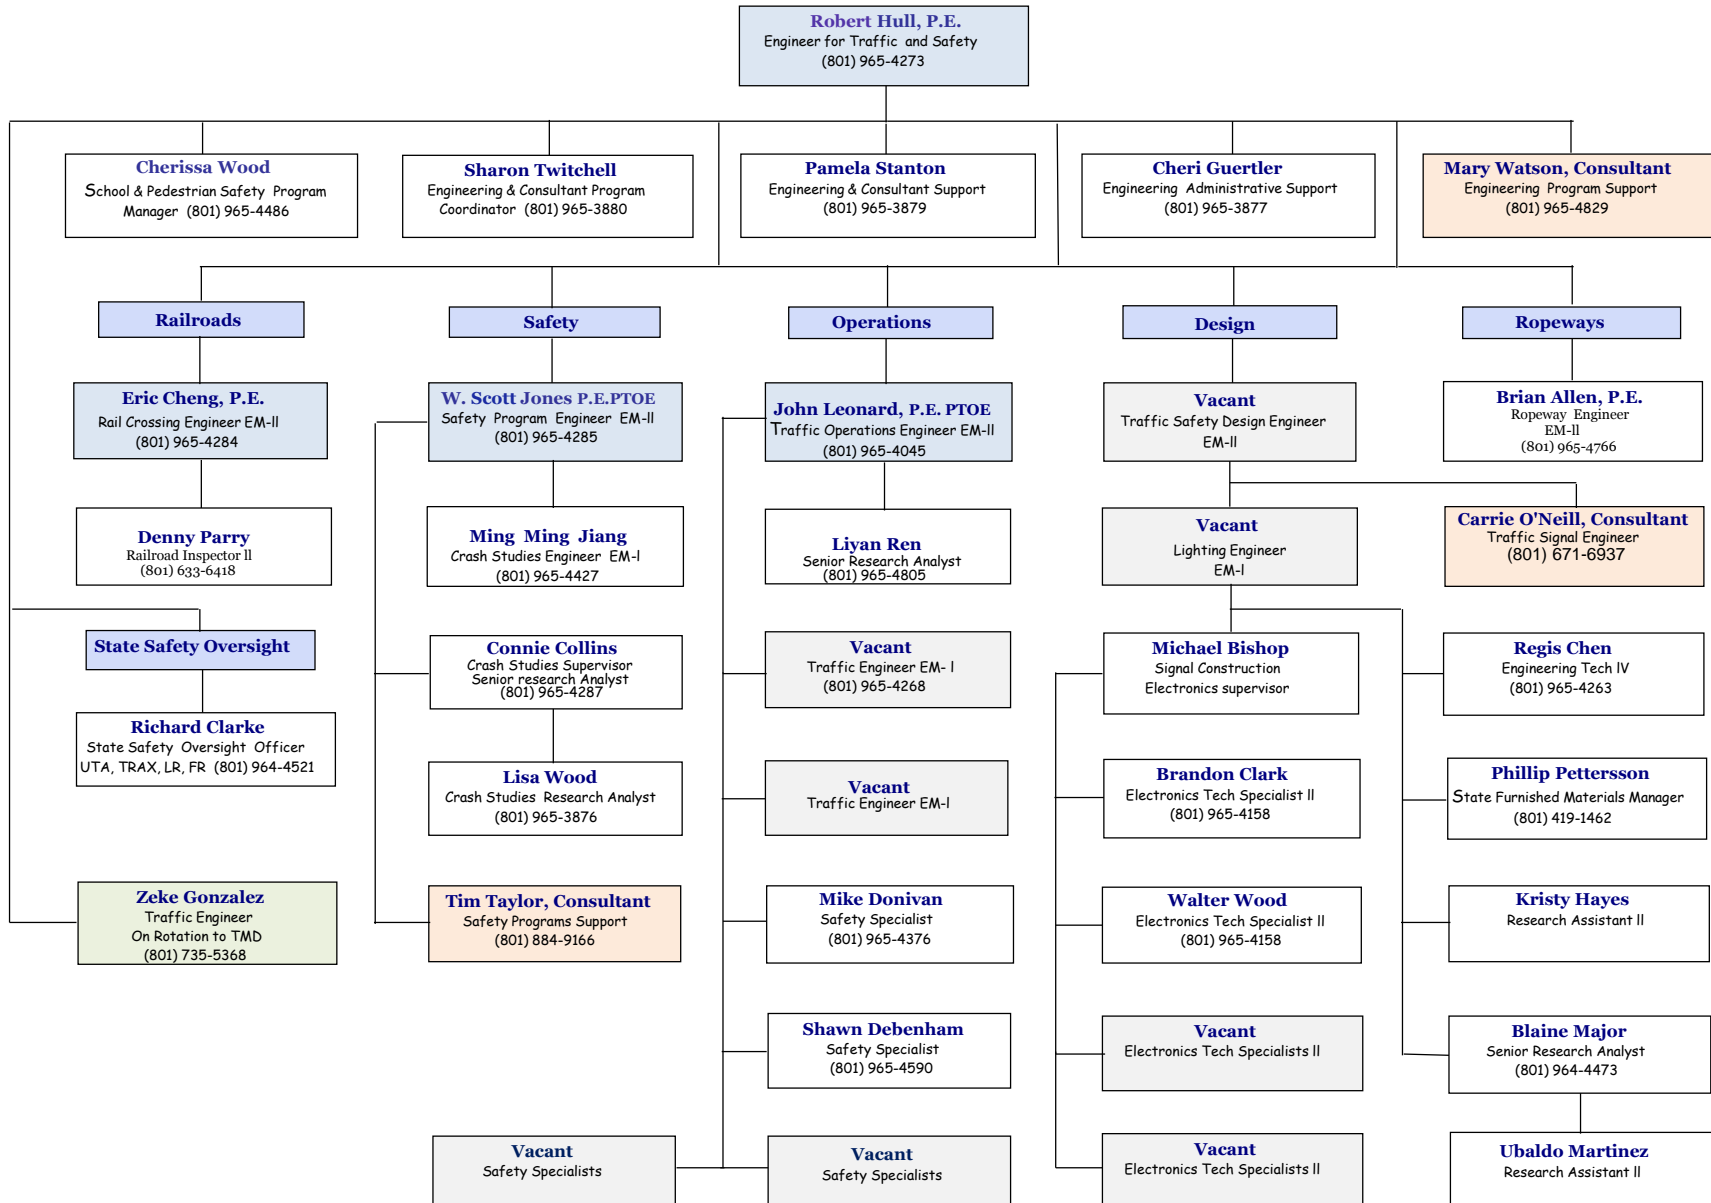 Robert Hull, P.E.
Engineer for Traffic and Safety
(801) 965-4273
Cherissa Wood
School & Pedestrian Safety Program
Manager (801) 965-4486
Sharon Twitchell
Engineering & Consultant Program
Coordinator (801) 965-3880
Pamela Stanton
Engineering & Consultant Support
(801) 965-3879
Cheri Guertler
Engineering Administrative Support
(801) 965-3877
Mary Watson, Consultant
Engineering Program Support
(801) 965-4829
Railroads
Safety
Operations
Design
Ropeways
Eric Cheng, P.E.
Rail Crossing Engineer EM-ll
(801) 965-4284
W. Scott Jones P.E.PTOE
Safety Program Engineer EM-ll
(801) 965-4285
John Leonard, P.E. PTOE
Traffic Operations Engineer EM-ll
(801) 965-4045
Vacant
Traffic Safety Design Engineer
EM-ll
Brian Allen, P.E.
Ropeway Engineer
EM-ll
(801) 965-4766
Denny Parry
Railroad Inspector ll
(801) 633-6418
Ming Ming Jiang
Crash Studies Engineer EM-l
(801) 965-4427
Liyan Ren
Senior Research Analyst
(801) 965-4805
Vacant
Lighting Engineer
EM-l
Carrie O'Neill, Consultant
Traffic Signal Engineer
(801) 671-6937
State Safety Oversight
Connie Collins
Crash Studies Supervisor
Senior research Analyst
(801) 965-4287
Vacant
Traffic Engineer EM- l
(801) 965-4268
Michael Bishop
Signal Construction
Electronics supervisor
Regis Chen
Engineering Tech lV
(801) 965-4263
Richard Clarke
State Safety Oversight Officer
UTA, TRAX, LR, FR (801) 964-4521
Lisa Wood
Crash Studies Research Analyst
(801) 965-3876
Vacant
Traffic Engineer EM-l
Brandon Clark
Electronics Tech Specialist ll
(801) 965-4158
Phillip Pettersson
State Furnished Materials Manager
(801) 419-1462
Zeke Gonzalez
Traffic Engineer
On Rotation to TMD
(801) 735-5368
Tim Taylor, Consultant
Safety Programs Support
(801) 884-9166
Mike Donivan
Safety Specialist
(801) 965-4376
Walter Wood
Electronics Tech Specialist ll
(801) 965-4158
Kristy Hayes
Research Assistant ll
Shawn Debenham
Safety Specialist
(801) 965-4590
Vacant
Electronics Tech Specialists ll
Blaine Major
Senior Research Analyst
(801) 964-4473
Vacant
Safety Specialists
Vacant
Safety Specialists
Vacant
Electronics Tech Specialists ll
Ubaldo Martinez
Research Assistant ll